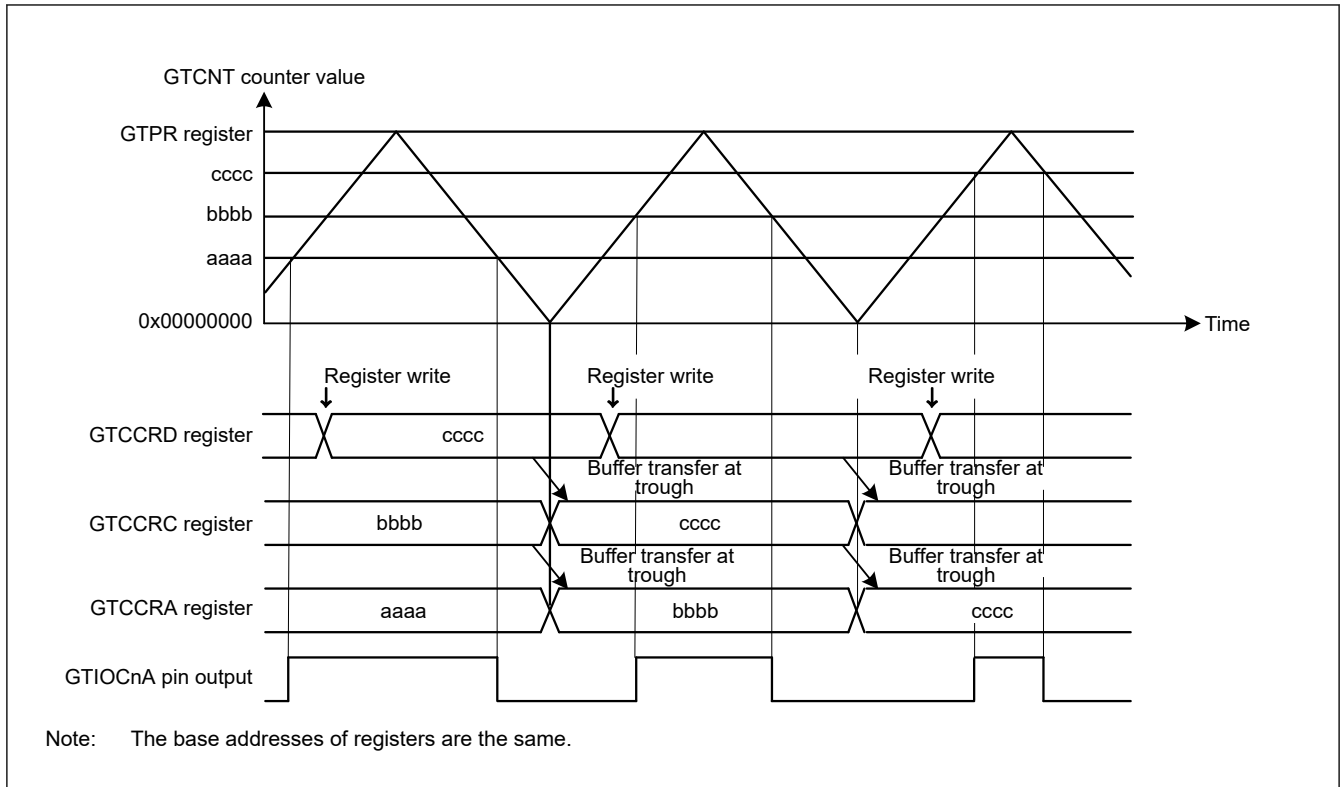 GTCNT counter value
GTPR register
cccc
bbbb
aaaa
0x00000000
Time
Register write
Register write
Register write
GTCCRD register
cccc
Buffer transfer at
trough
Buffer transfer at
trough
GTCCRC register
bbbb
cccc
Buffer transfer at
trough
Buffer transfer at
trough
GTCCRA register
aaaa
bbbb
cccc
GTIOCnA pin output
Note: The base addresses of registers are the same.